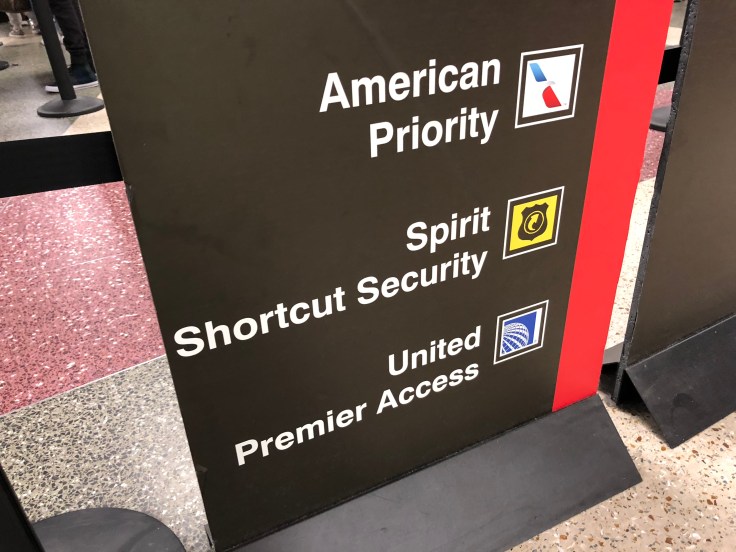 American
Priority
Spirit
Shortcut Security
United
Premier Access